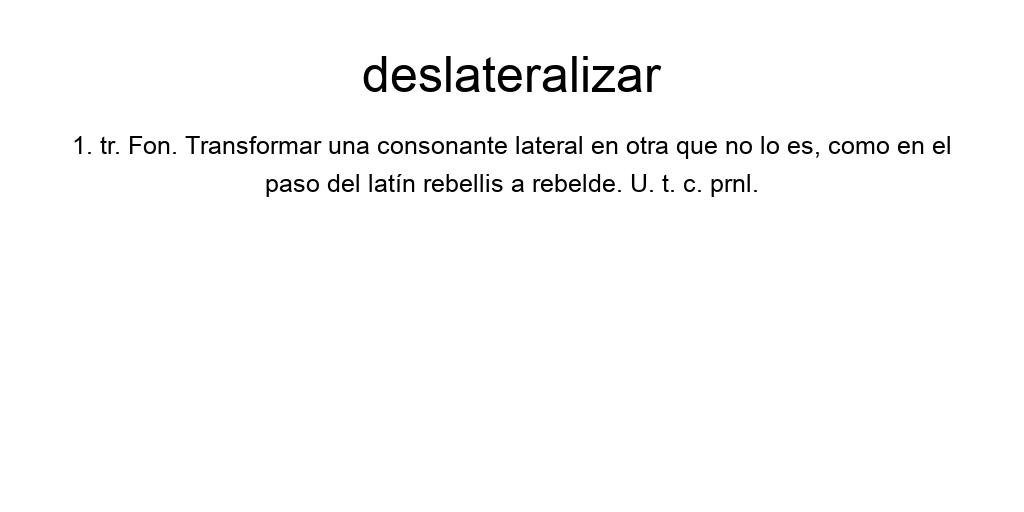 deslateralizar
1. tr. Fon. Transformar una consonante lateral en otra que no lo es, como en el
paso del latín rebellis a rebelde. U. t. c. prnl.